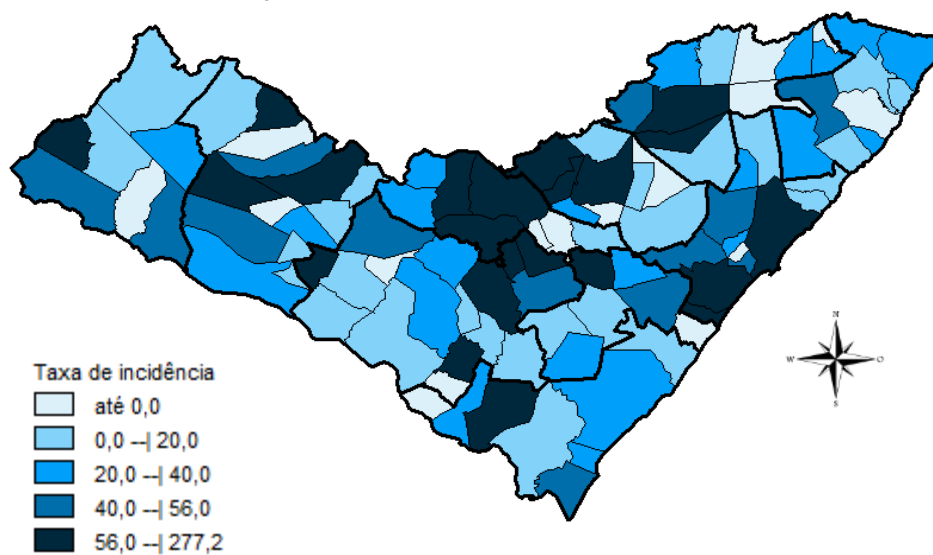 N
W
O
S
Taxa de incidência
até 0,0
0,0 --| 20,0
20,0 --| 40,0
40,0 --| 56,0
56,0 --| 277,2